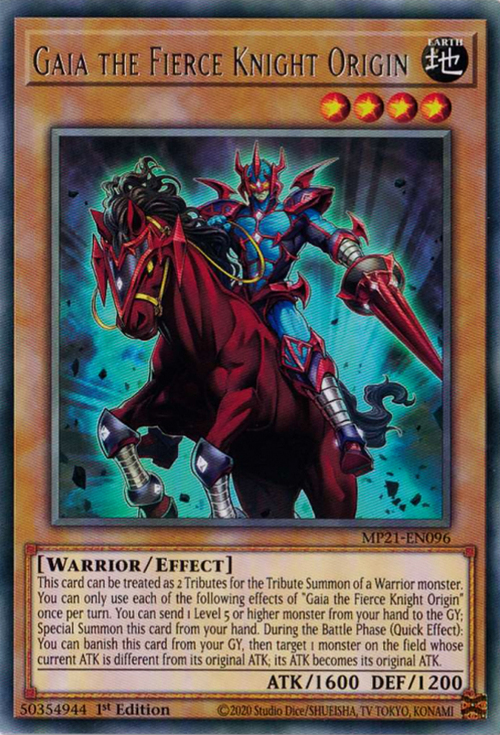 GAIA THE FIERCE KNIGHT ORIGIN
EARTH
地
MP21-EN096
[WARRIOR/EFFECT]
This card can be treated as 2 Tributes for the Tribute Summon of a Warrior monster.
You can only use each of the following effects of "Gaia the Fierce Knight Origin"
once per turn. You can send 1 Level 5 or higher monster from your hand to the GY;
Special Summon this card from your hand. During the Battle Phase (Quick Effect):
You can banish this card from your GY, then target 1 monster on the field whose
current ATK is different from its original ATK; its ATK becomes its original ATK.
ATK/1600 DEF/1200
50354944 1st Edition ©2020 Studio Dice/SHUEISHA, TV TOKYO, KONAMI